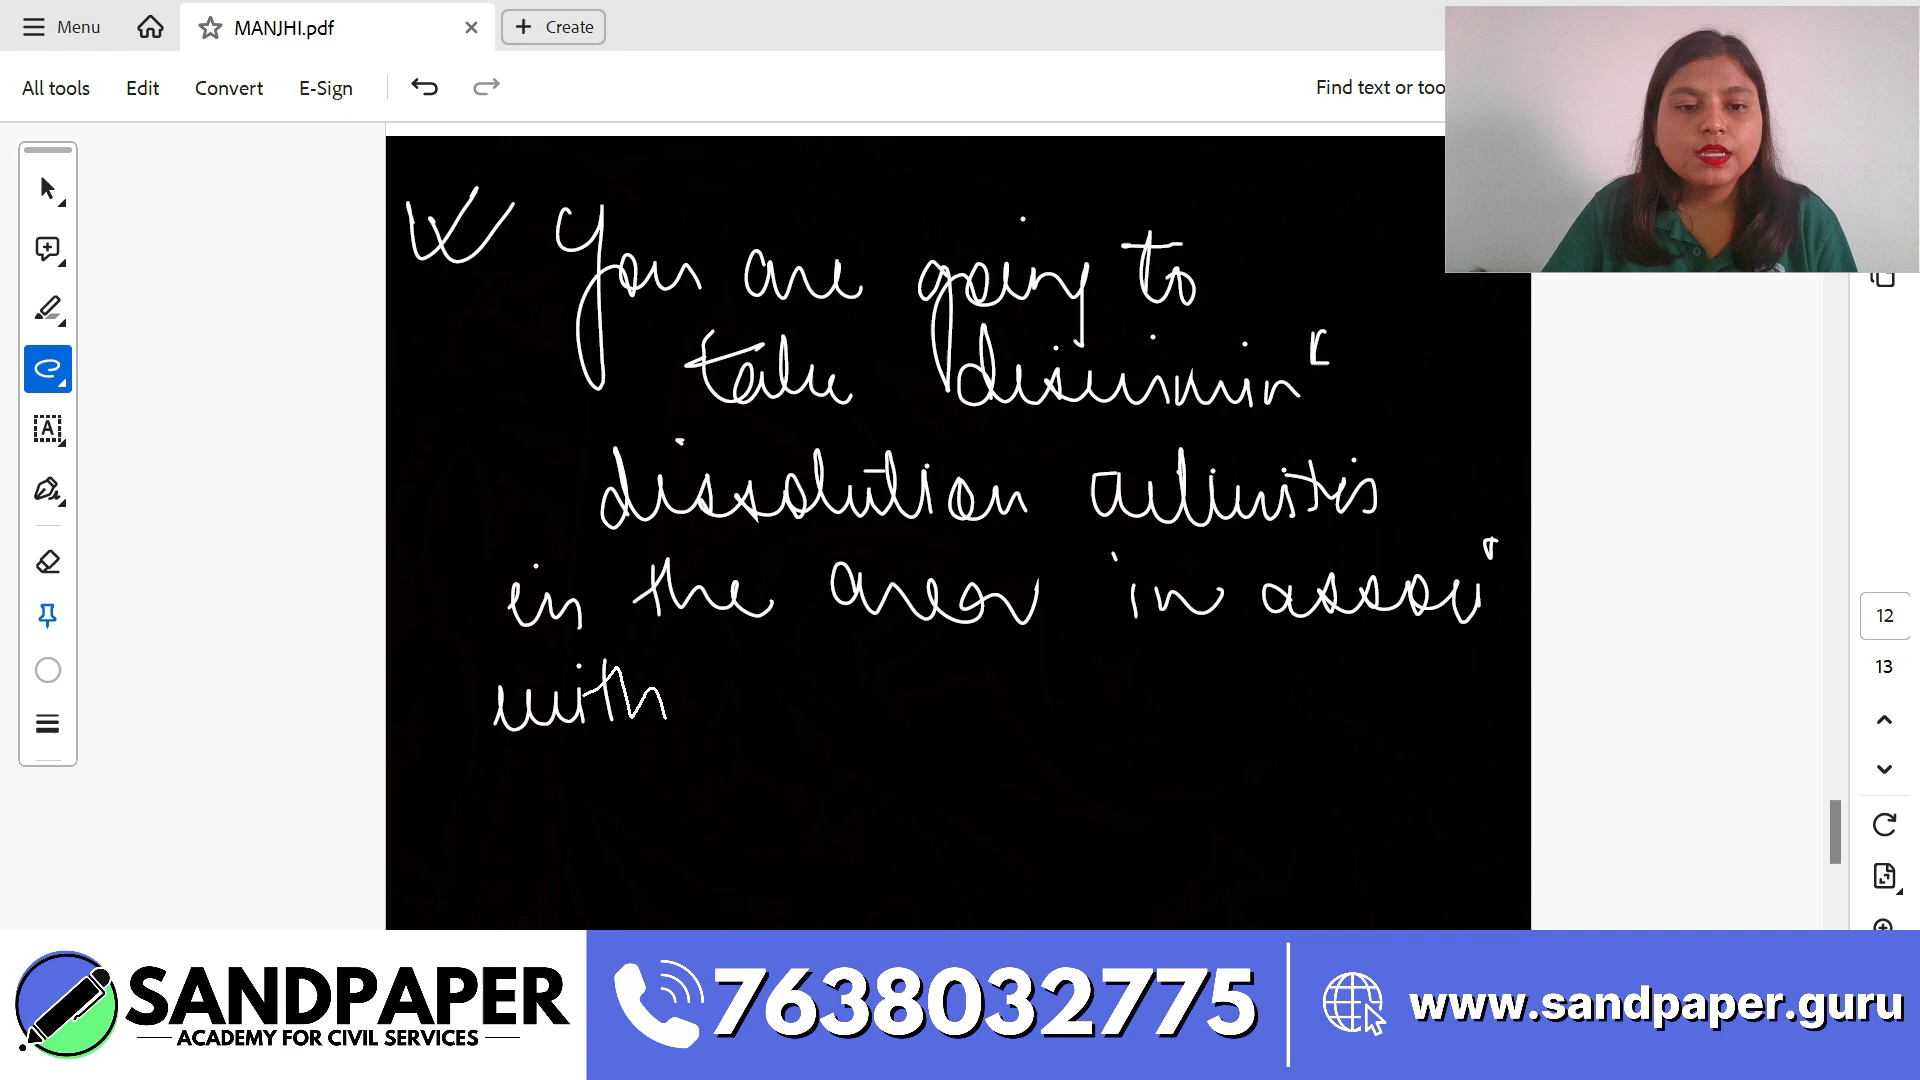 Menu
MANJHI.pdf
Create
All tools
Edit
Convert
E-Sign
Find text or too
You are going to
take
dissolution activities
in the area in
with
12
13
SANDPAPER
ACADEMY FOR CIVIL SERVICES
7638032775
www.sandpaper.guru